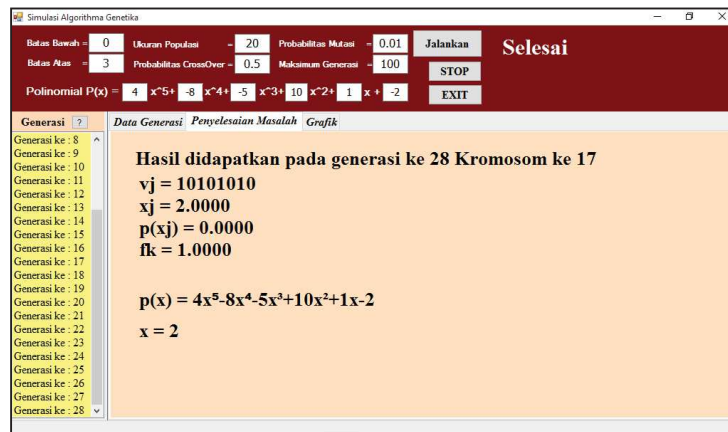 Simulasi Algorithma Genetika
Batas Bawah = 0 Ukuran Populasi = 20 Probabilitas Mutasi = 0.01 Jalankan Selesai
Batas Atas = 3 Probabilitas CrossOver = 0.5 Maksimum Generasi = 100 STOP
Polinomial P(x) = 4 x^5+ -8 x^4+ -5 x^3+ 10 x^2+ 1 x + -2 EXIT
Generasi ? Data Generasi Penyelesaian Masalah Grafik
Generasi ke : 8
Generasi ke : 9
Generasi ke : 10
Generasi ke : 11
Generasi ke : 12
Generasi ke : 13
Generasi ke : 14
Generasi ke : 15
Generasi ke : 16
Generasi ke : 17
Generasi ke : 18
Generasi ke : 19
Generasi ke : 20
Generasi ke : 21
Generasi ke : 22
Generasi ke : 23
Generasi ke : 24
Generasi ke : 25
Generasi ke : 26
Generasi ke : 27
Generasi ke : 28
Hasil didapatkan pada generasi ke 28 Kromosom ke 17
vj = 10101010
xj = 2.0000
p(xj) = 0.0000
fk = 1.0000
p(x) = 4x⁵-8x⁴-5x³+10x²+1x-2
x = 2